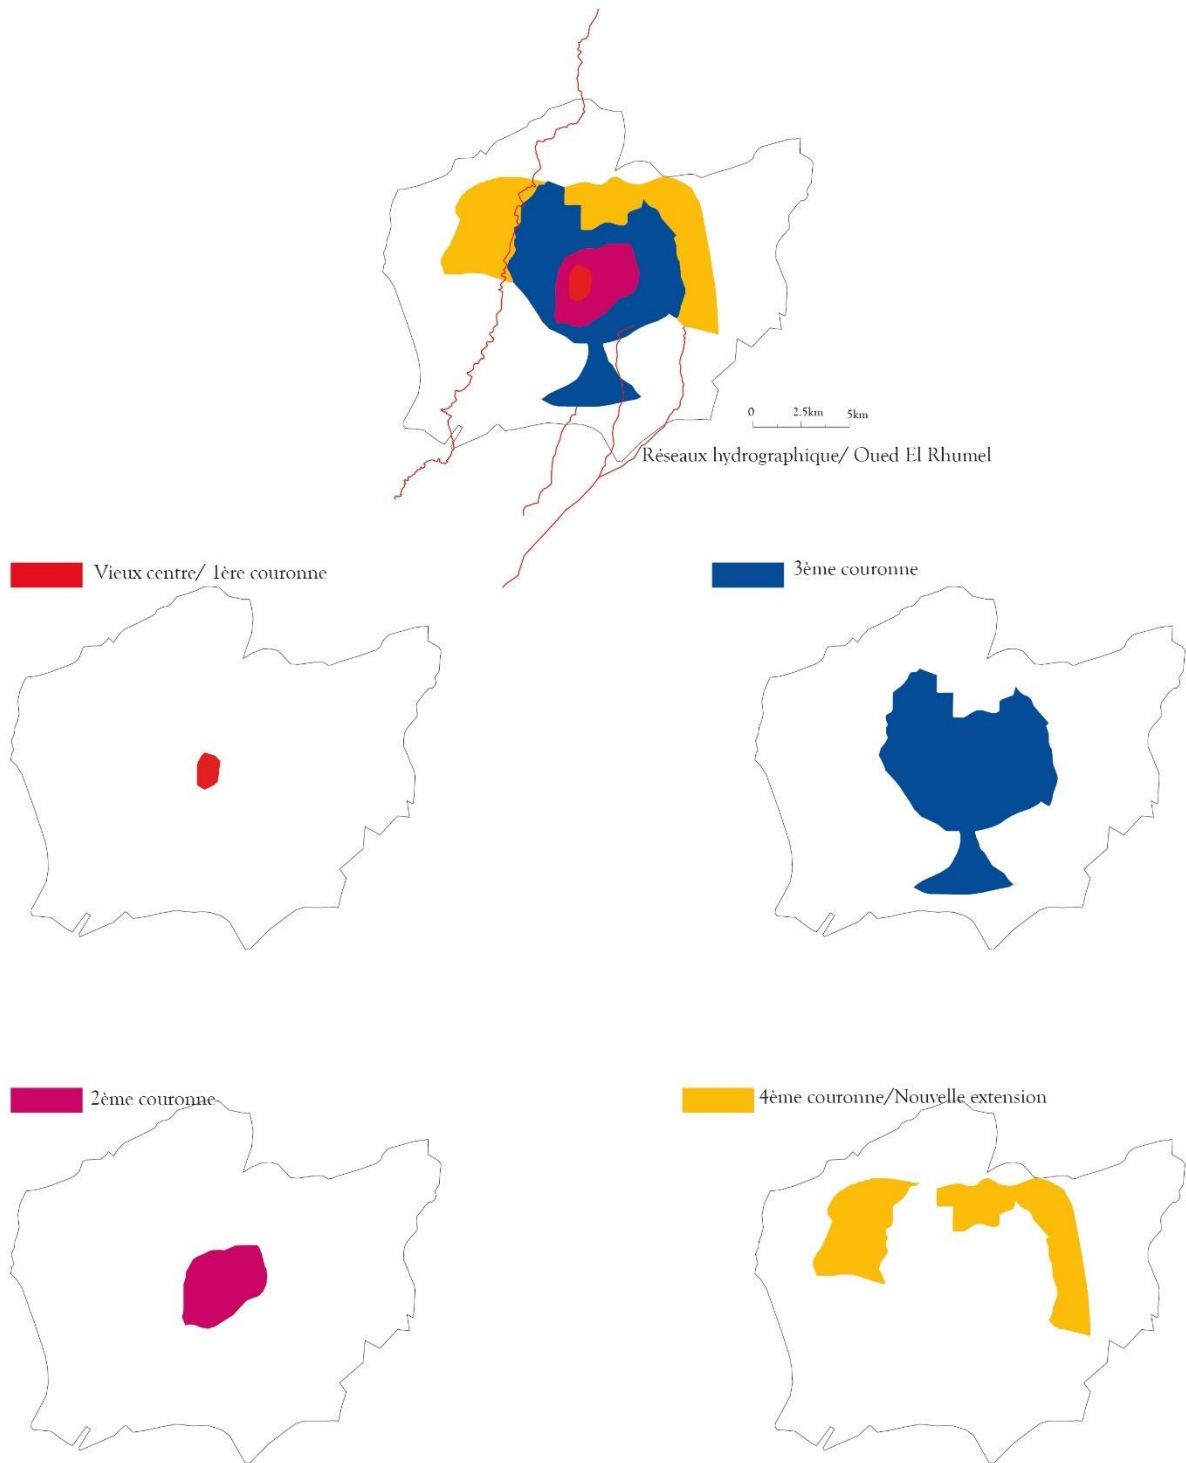 0 2.5km 5km
Réseaux hydrographique/ Oued El Rhumel
Vieux centre/ 1ère couronne
3ème couronne
2ème couronne
4ème couronne/Nouvelle extension